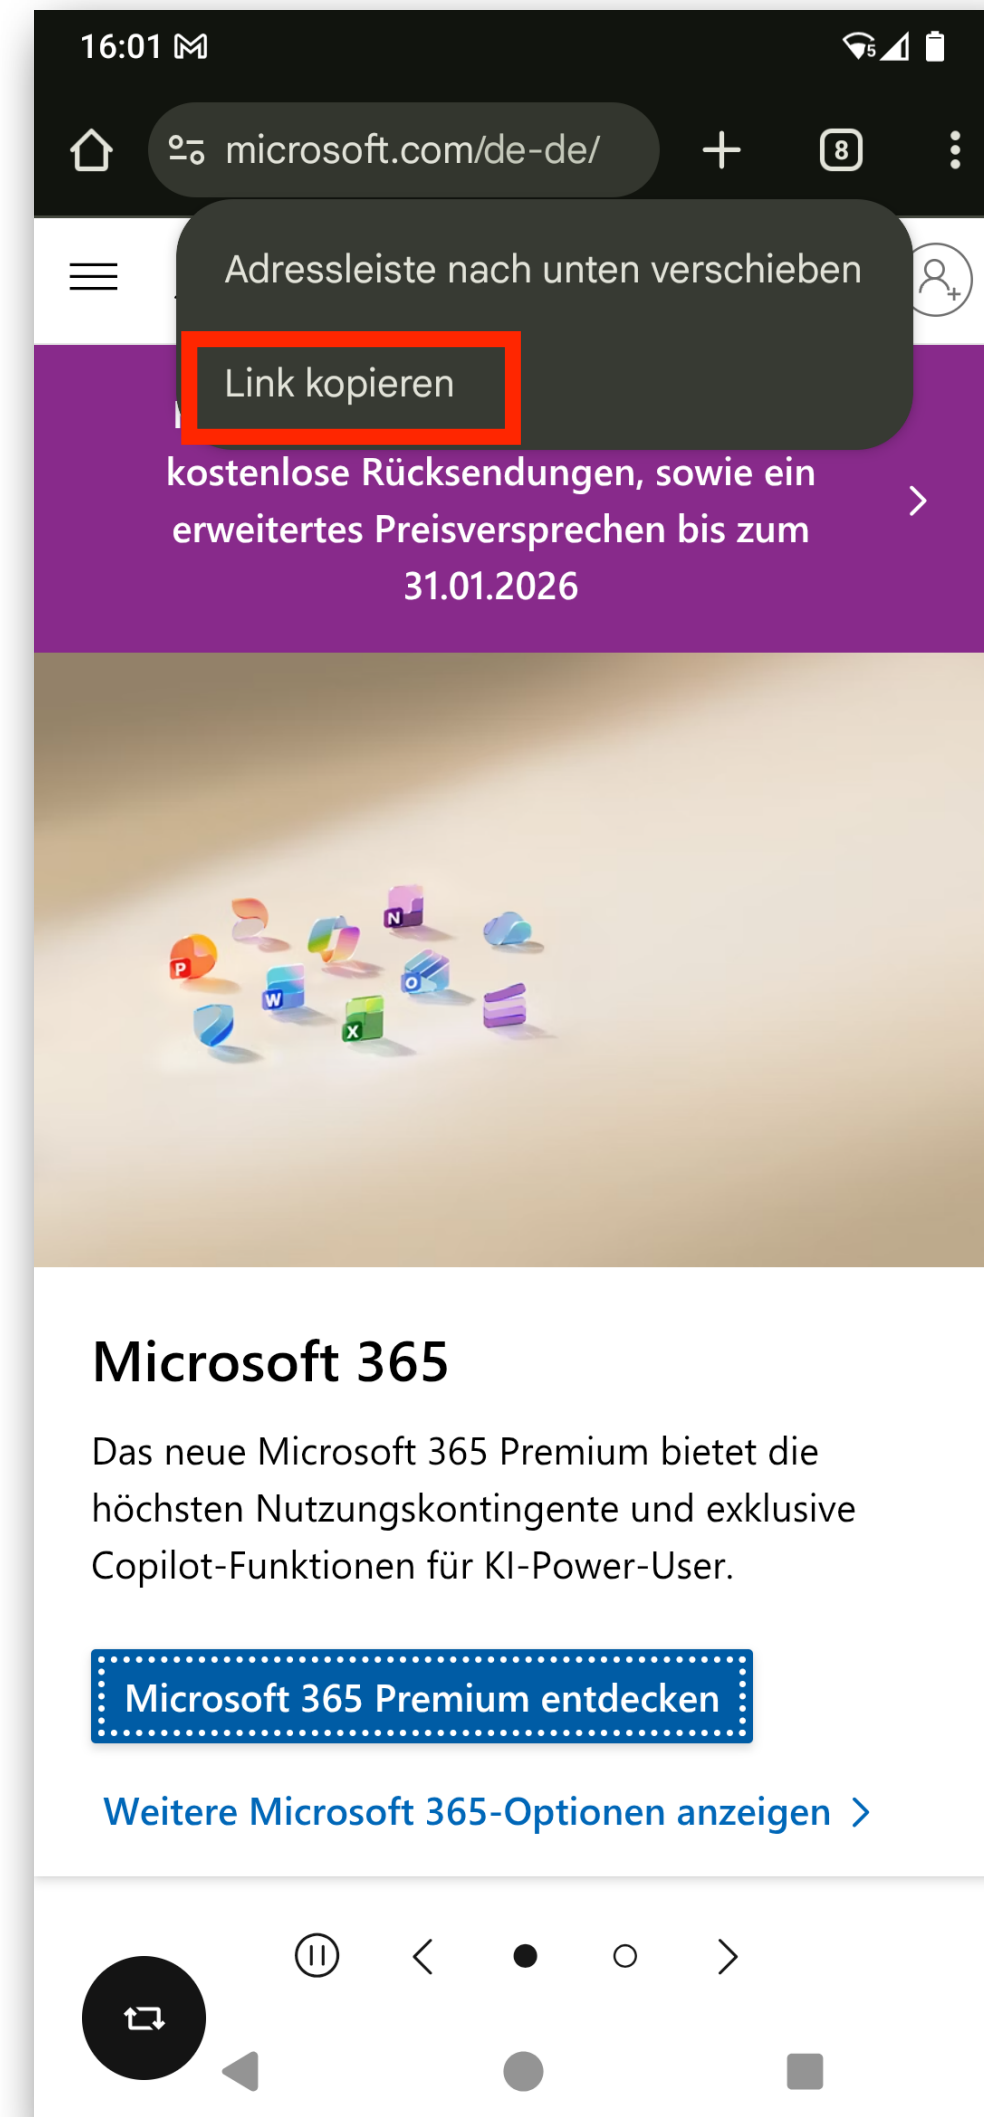 16:01
microsoft.com/de-de/
8
Adressleiste nach unten verschieben
Link kopieren
kostenlose Rücksendungen, sowie ein
erweitertes Preisversprechen bis zum
31.01.2026
N
P
W
O
X
Microsoft 365
Das neue Microsoft 365 Premium bietet die
höchsten Nutzungskontingente und exklusive
Copilot-Funktionen für KI-Power-User.
Microsoft 365 Premium entdecken
Weitere Microsoft 365-Optionen anzeigen